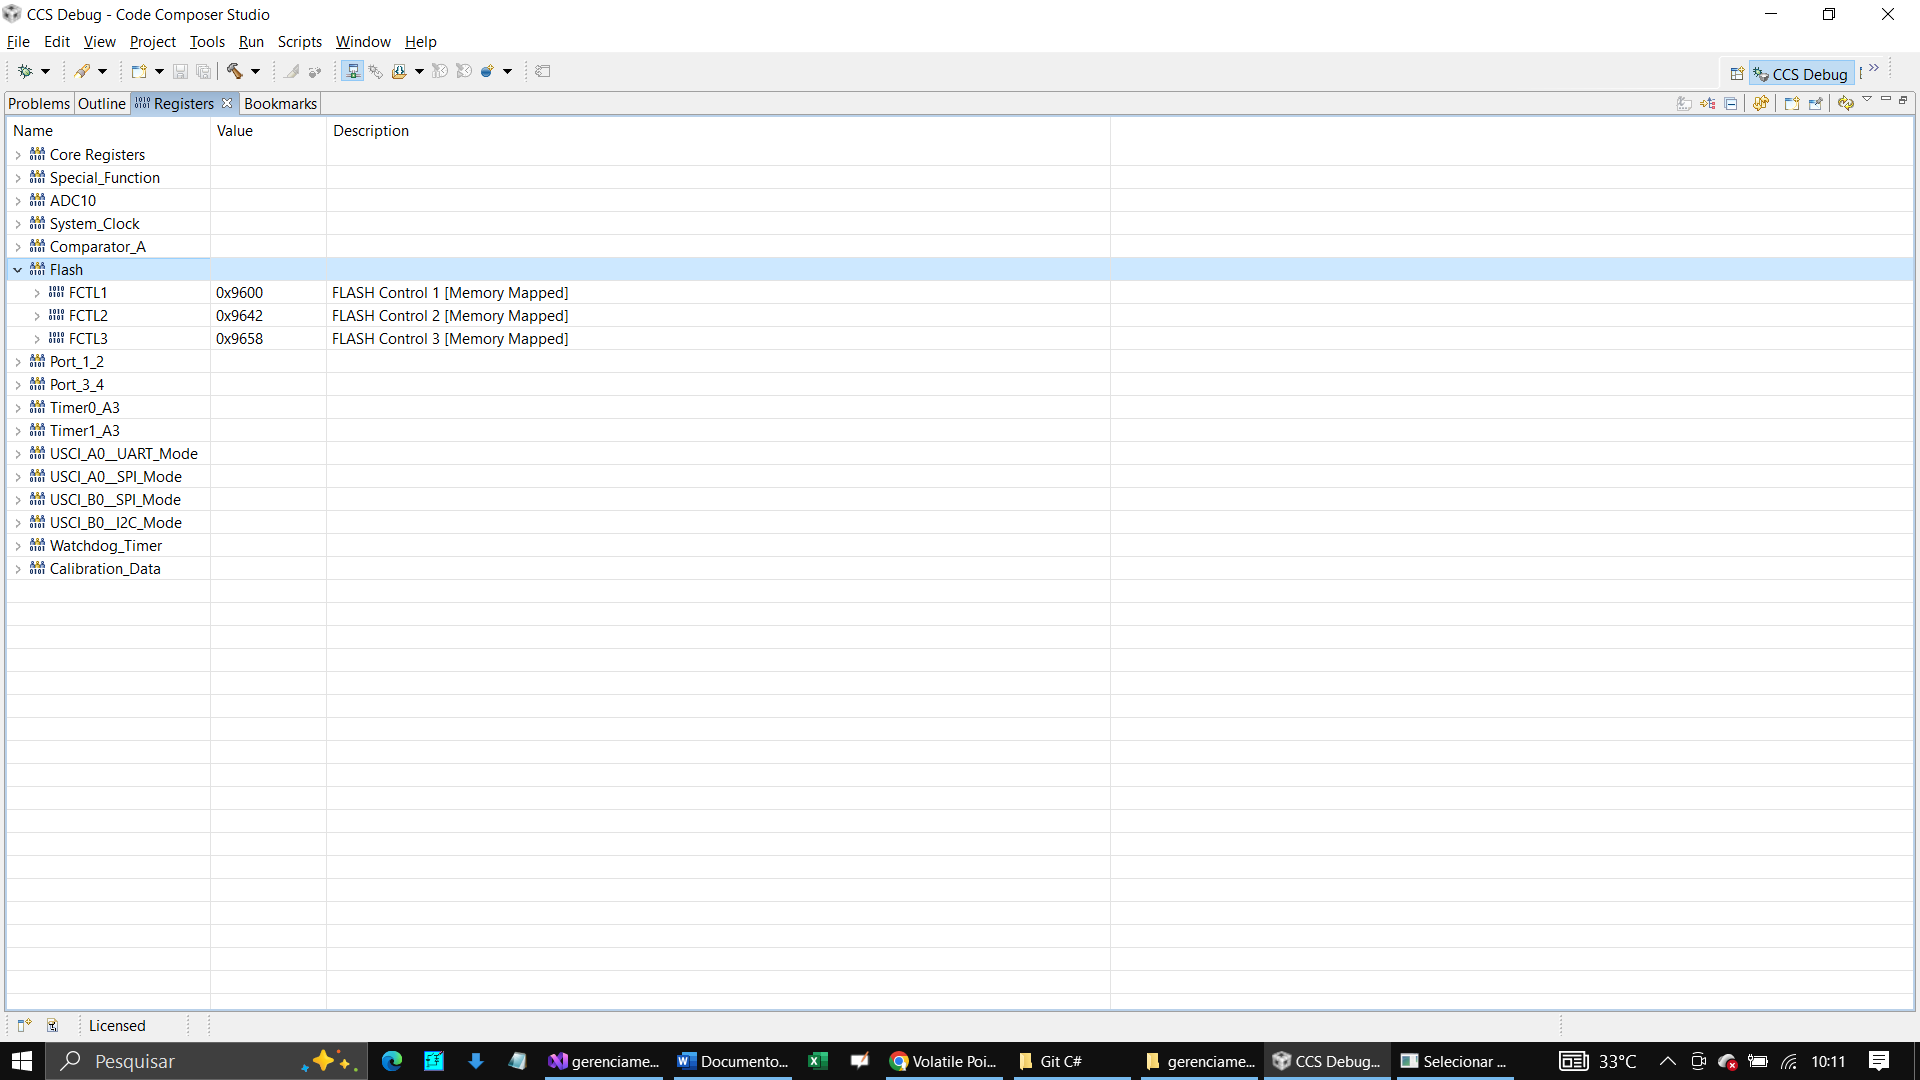 CCS Debug - Code Composer Studio
File Edit View Project Tools Run Scripts Window Help
CCS Debug
Problems Outline Registers Bookmarks
Name Value Description
Core Registers
Special_Function
ADC10
System_Clock
Comparator_A
Flash
FCTL1 0x9600 FLASH Control 1 [Memory Mapped]
FCTL2 0x9642 FLASH Control 2 [Memory Mapped]
FCTL3 0x9658 FLASH Control 3 [Memory Mapped]
Port_1_2
Port_3_4
Timer0_A3
Timer1_A3
USCI_A0__UART_Mode
USCI_A0__SPI_Mode
USCI_B0__SPI_Mode
USCI_B0__I2C_Mode
Watchdog_Timer
Calibration_Data
Licensed
Pesquisar gerenciame... Documento... Volatile Poi... Git C# gerenciame... CCS Debug... Selecionar ... 33°C 10:11